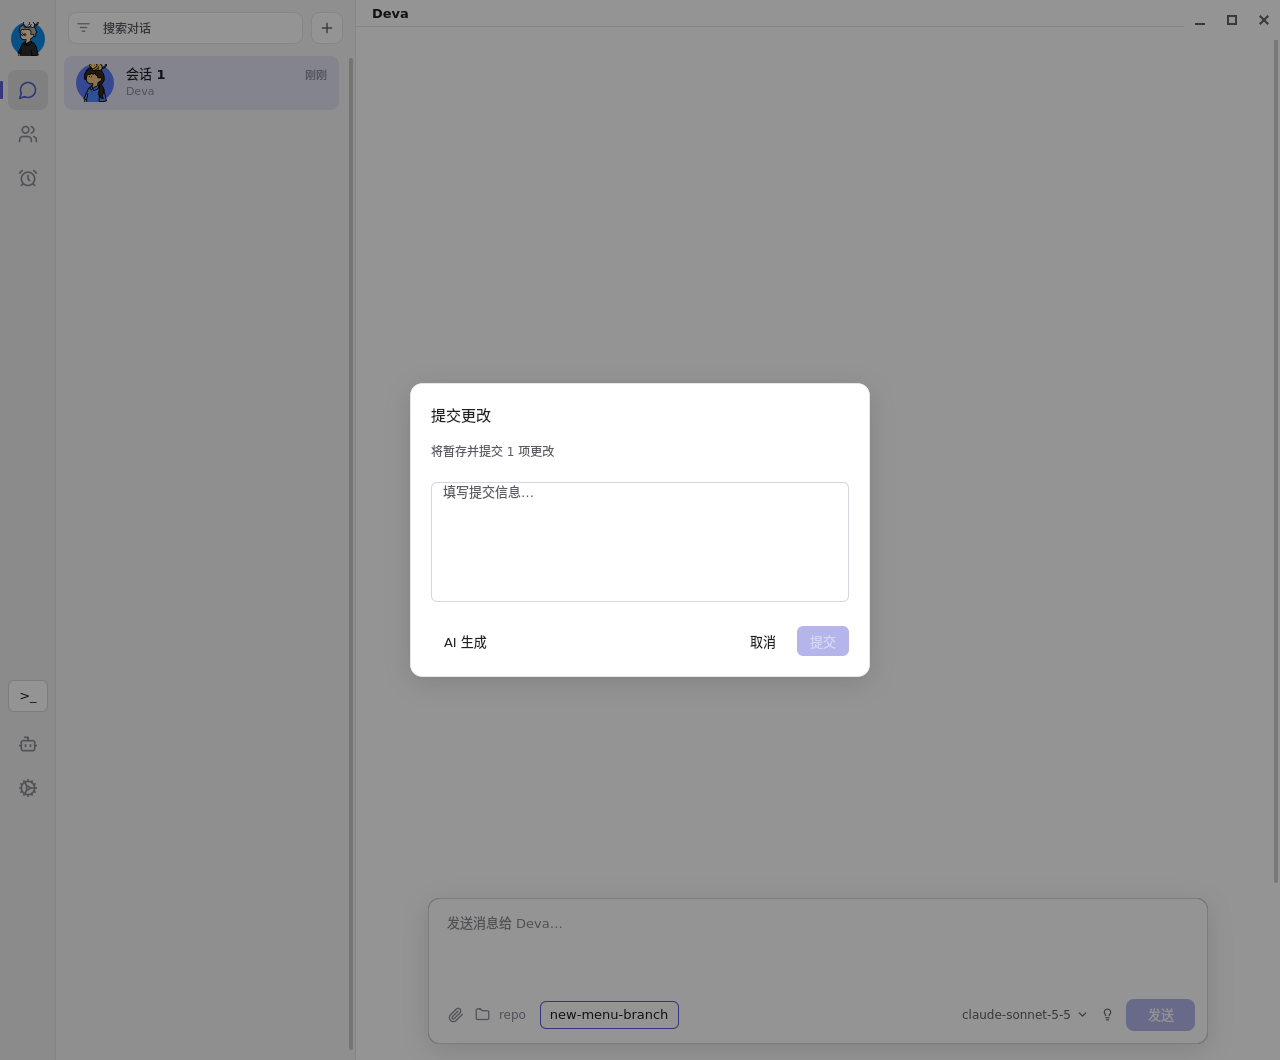 搜索对话
会话 1
刚刚
Deva
>_
Deva
提交更改
将暂存并提交 1 项更改
填写提交信息…
AI 生成
取消
提交
发送消息给 Deva…
repo
new-menu-branch
claude-sonnet-5-5
发送